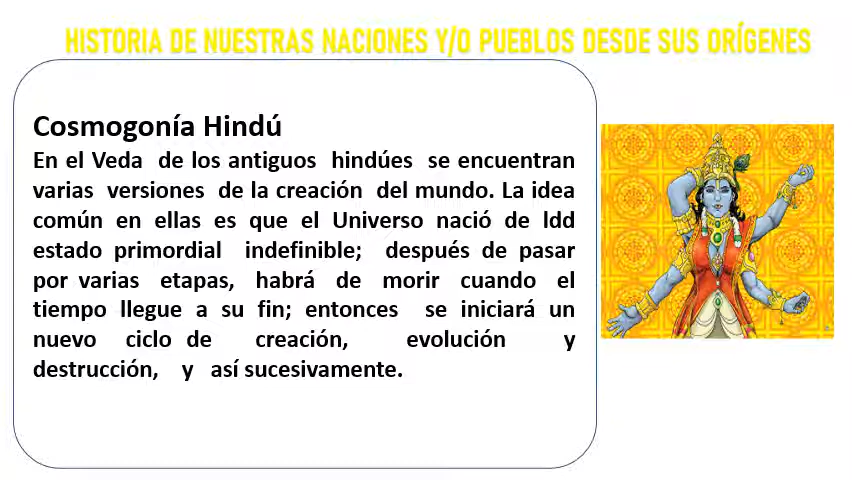 HISTORIA DE NUESTRAS NACIONES Y/O PUEBLOS DESDE SUS ORÍGENES
Cosmogonía Hindú
En el Veda de los antiguos hindúes se encuentran
varias versiones de la creación del mundo. La idea
común en ellas es que el Universo nació de ldd
estado primordial indefinible; después de pasar
por varias etapas, habrá de morir cuando el
tiempo llegue a su fin; entonces se iniciará un
nuevo ciclo de creación, evolución y
destrucción, y así sucesivamente.